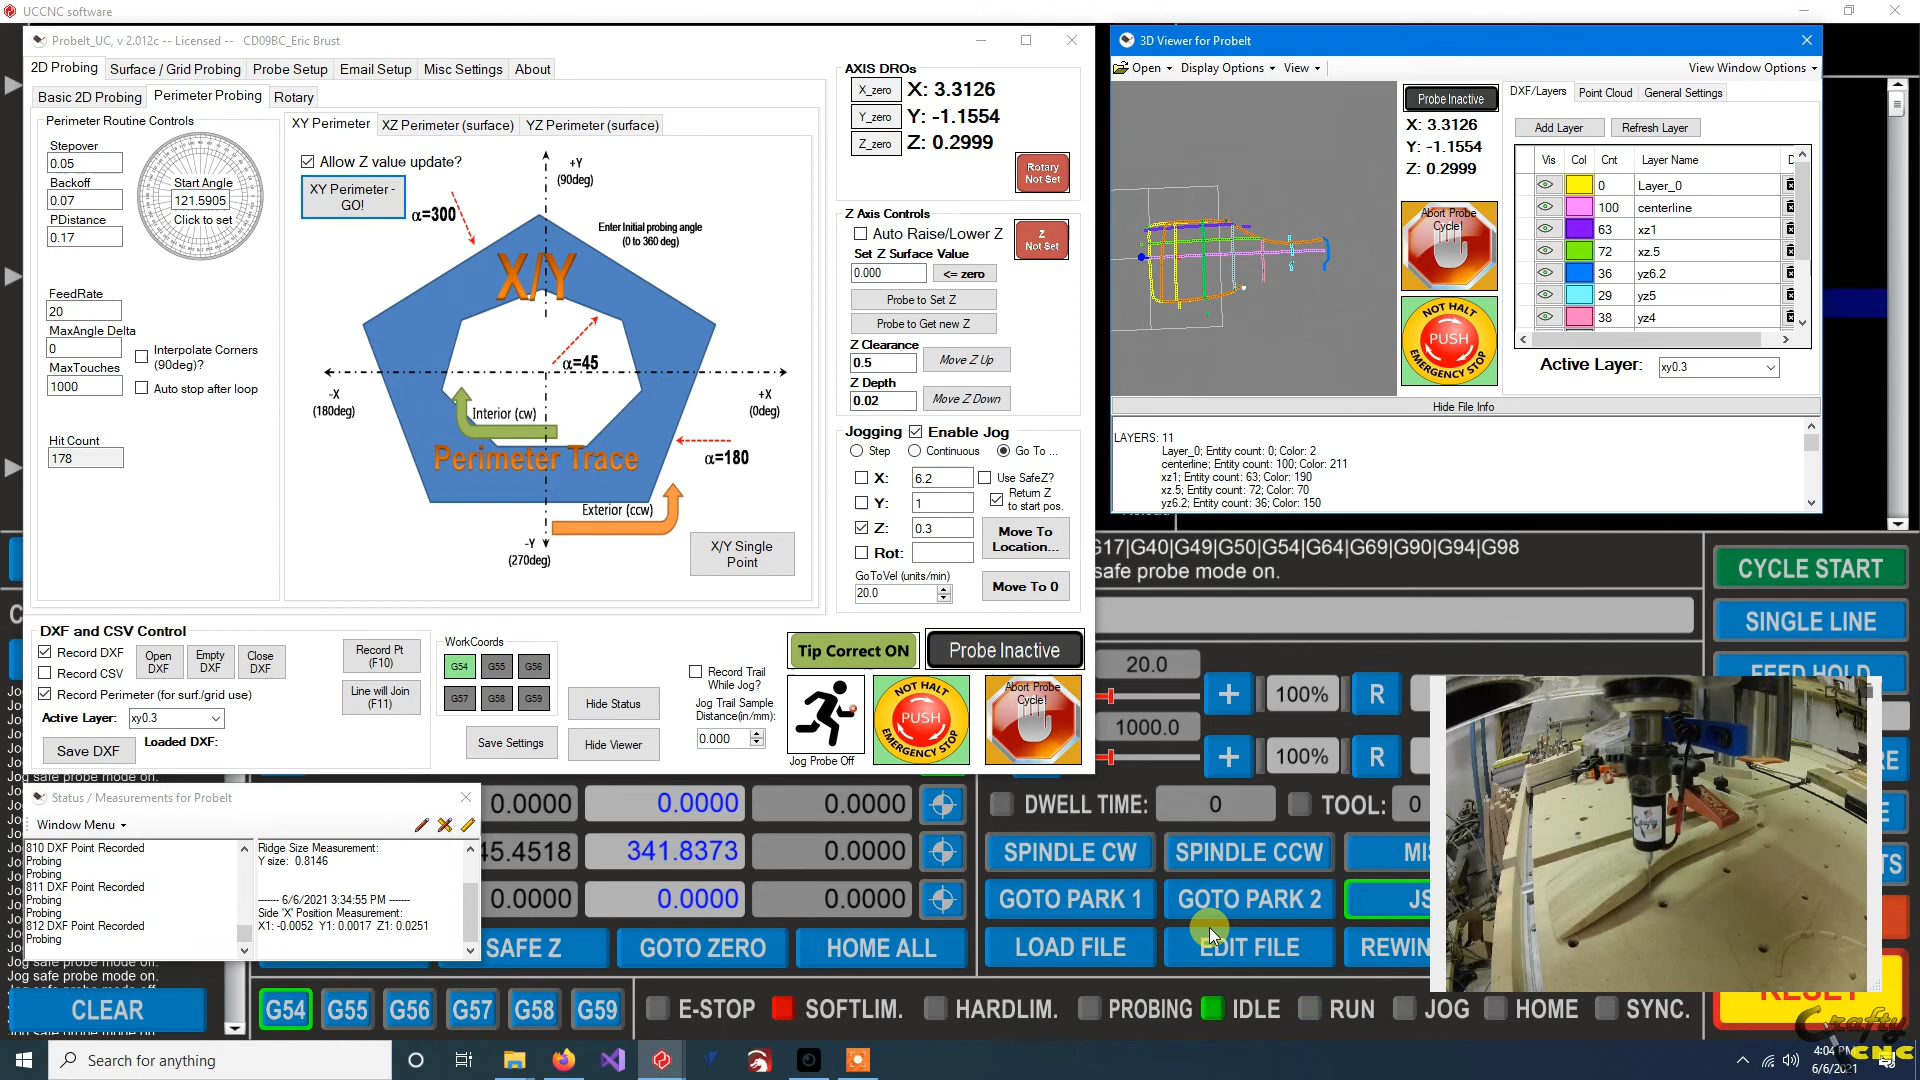 UCCNC software
ProbeIt_UC, v 2.012c -- Licensed -- CD09BC_Eric Brust
2D Probing Surface / Grid Probing Probe Setup Email Setup Misc Settings About
Basic 2D Probing Perimeter Probing Rotary
Perimeter Routine Controls
Stepover
0.05
Backoff
0.07
PDistance
0.17
Start Angle
121.5905
Click to set
FeedRate
20
MaxAngle Delta
0
MaxTouches
1000
Interpolate Corners
(90deg)?
Auto stop after loop
Hit Count
178
XY Perimeter XZ Perimeter (surface) YZ Perimeter (surface)
Allow Z value update?
XY Perimeter -
GO!
α=300
+Y
(90deg)
Enter Initial probing angle
(0 to 360 deg)
X/Y
α=45
-X
(180deg)
+X
(0deg)
Interior (cw)
Perimeter Trace
α=180
Exterior (ccw)
-Y
(270deg)
X/Y Single
Point
AXIS DROs
X_zero X: 3.3126
Y_zero Y: -1.1554
Z_zero Z: 0.2999
Rotary
Not Set
Z Axis Controls
Auto Raise/Lower Z
Z
Not Set
Set Z Surface Value
0.000 <= zero
Probe to Set Z
Probe to Get new Z
Z Clearance
0.5 Move Z Up
Z Depth
0.02 Move Z Down
Jogging Enable Jog
Step Continuous Go To ...
X: 6.2 Use SafeZ?
Y: 1 Return Z
to start pos.
Z: 0.3
Move To
Location...
Rot:
GoToVel (units/min)
20.0 Move To 0
DXF and CSV Control
Record DXF
Open
DXF
Empty
DXF
Close
DXF
Record CSV
Record Perimeter (for surf./grid use)
Active Layer: xy0.3
Save DXF Loaded DXF:
Record Pt
(F10)
Line will Join
(F11)
WorkCoords
G54 G55 G56
G57 G58 G59
Save Settings
Hide Status
Hide Viewer
Record Trail
While Jog?
Jog Trail Sample
Distance(in/mm):
0.000
Tip Correct ON Probe Inactive
Jog Probe Off
NOT HALT
PUSH
EMERGENCY STOP
Abort Probe
Cycle!
3D Viewer for ProbeIt
Open Display Options View View Window Options
Probe Inactive
X: 3.3126
Y: -1.1554
Z: 0.2999
Abort Probe
Cycle!
NOT HALT
PUSH
EMERGENCY STOP
DXF/Layers Point Cloud General Settings
Add Layer Refresh Layer
Vis Col Cnt Layer Name D
0 Layer_0
100 centerline
63 xz1
72 xz.5
36 yz6.2
29 yz5
38 yz4
Active Layer: xy0.3
Hide File Info
LAYERS: 11
Layer_0; Entity count: 0; Color: 2
centerline; Entity count: 100; Color: 211
xz1; Entity count: 63; Color: 190
xz.5; Entity count: 72; Color: 70
yz6.2; Entity count: 36; Color: 150
G17|G40|G49|G50|G54|G64|G69|G90|G94|G98
safe probe mode on.
CYCLE START
SINGLE LINE
FEED HOLD
20.0 + 100% R
1000.0 + 100% R
DWELL TIME: 0 TOOL: 0
SPINDLE CW SPINDLE CCW
GOTO PARK 1 GOTO PARK 2
LOAD FILE EDIT FILE
Jog safe probe mode on.
Status / Measurements for ProbeIt
Window Menu
810 DXF Point Recorded
Probing
Probing
811 DXF Point Recorded
Probing
Probing
812 DXF Point Recorded
Probing
Ridge Size Measurement:
Y size: 0.8146
------- 6/6/2021 3:34:55 PM -------
Side 'X' Position Measurement:
X1: -0.0052 Y1: 0.0017 Z1: 0.0251
0.0000 0.0000 0.0000
45.4518 341.8373 0.0000
0.0000 0.0000 0.0000
SAFE Z GOTO ZERO HOME ALL
Jog safe probe mode on.
CLEAR
G54 G55 G56 G57 G58 G59
E-STOP SOFTLIM. HARDLIM. PROBING IDLE RUN JOG HOME SYNC.
RESET
Crafty
CNC
Search for anything
4:04 PM
6/6/2021